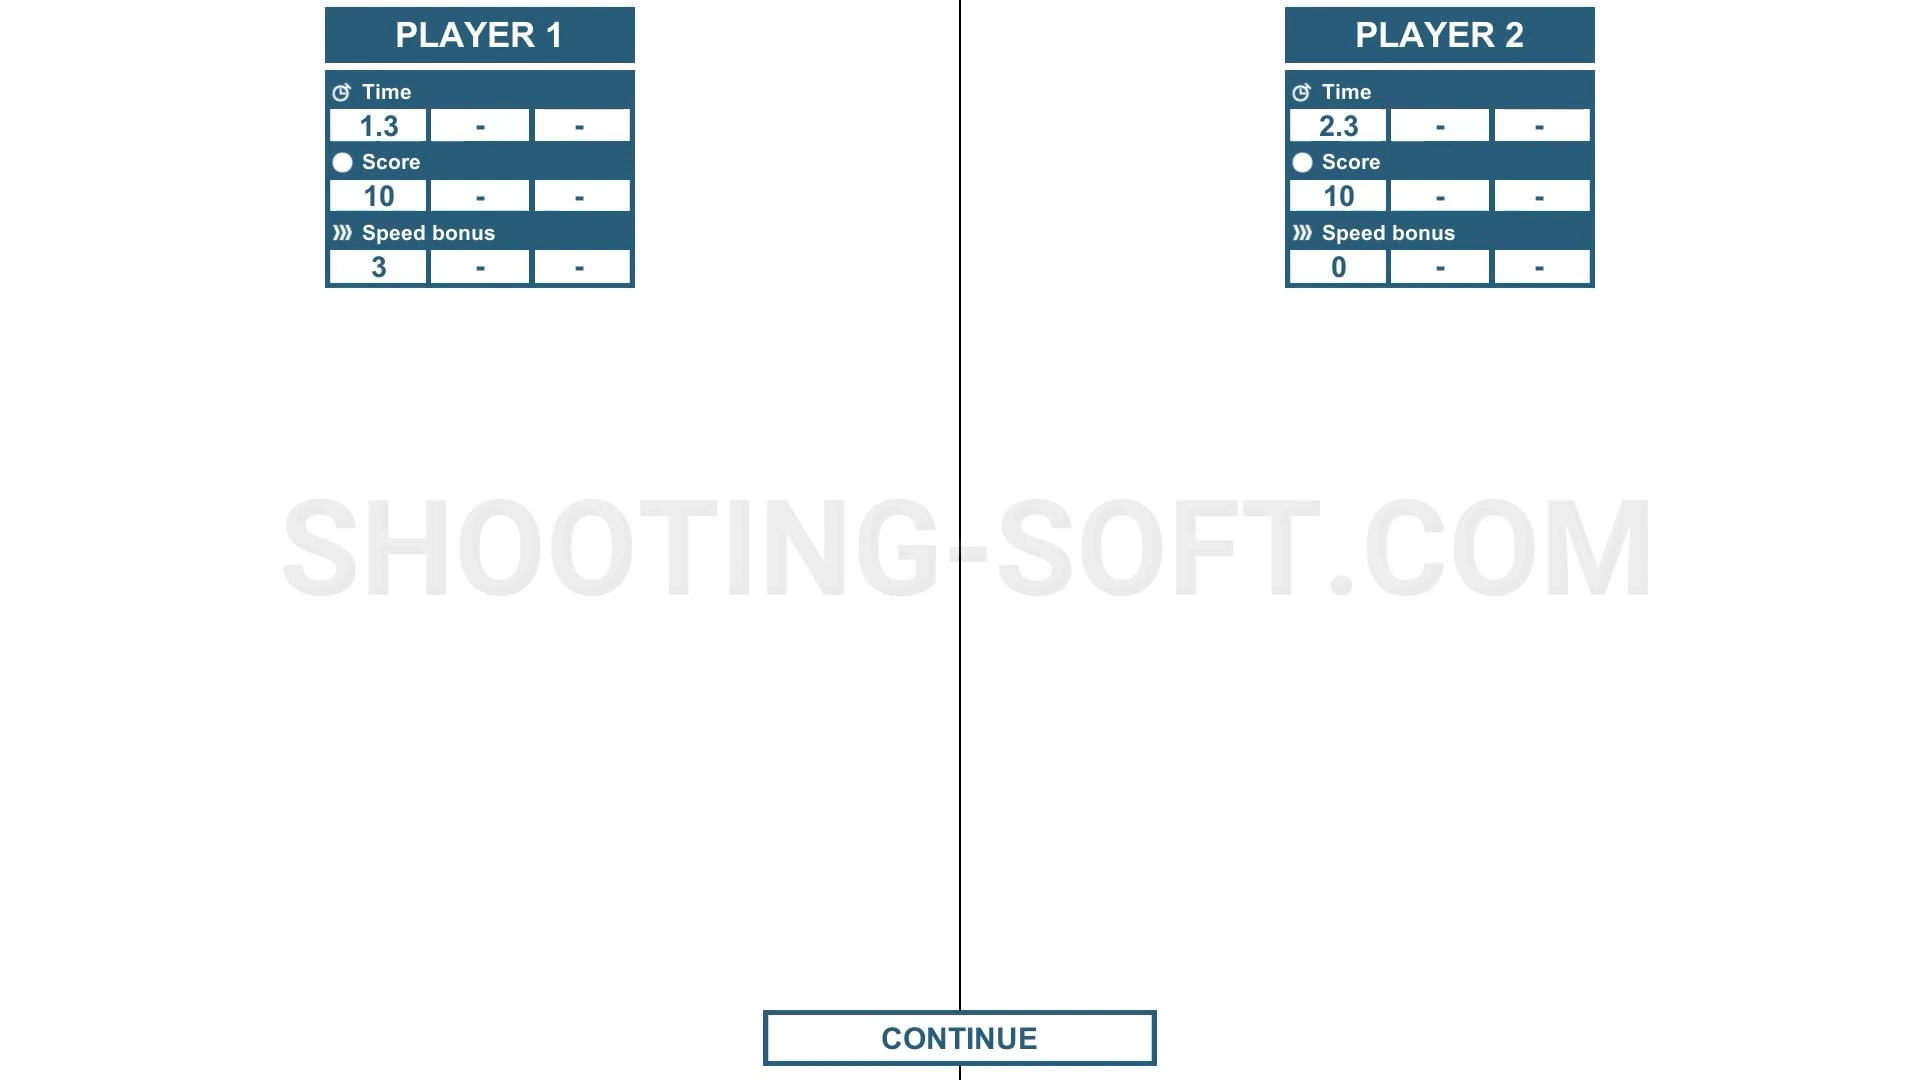 PLAYER 1
Time
1.3 - -
Score
10 - -
Speed bonus
3 - -
PLAYER 2
Time
2.3 - -
Score
10 - -
Speed bonus
0 - -
SHOOTING-SOFT.COM
CONTINUE